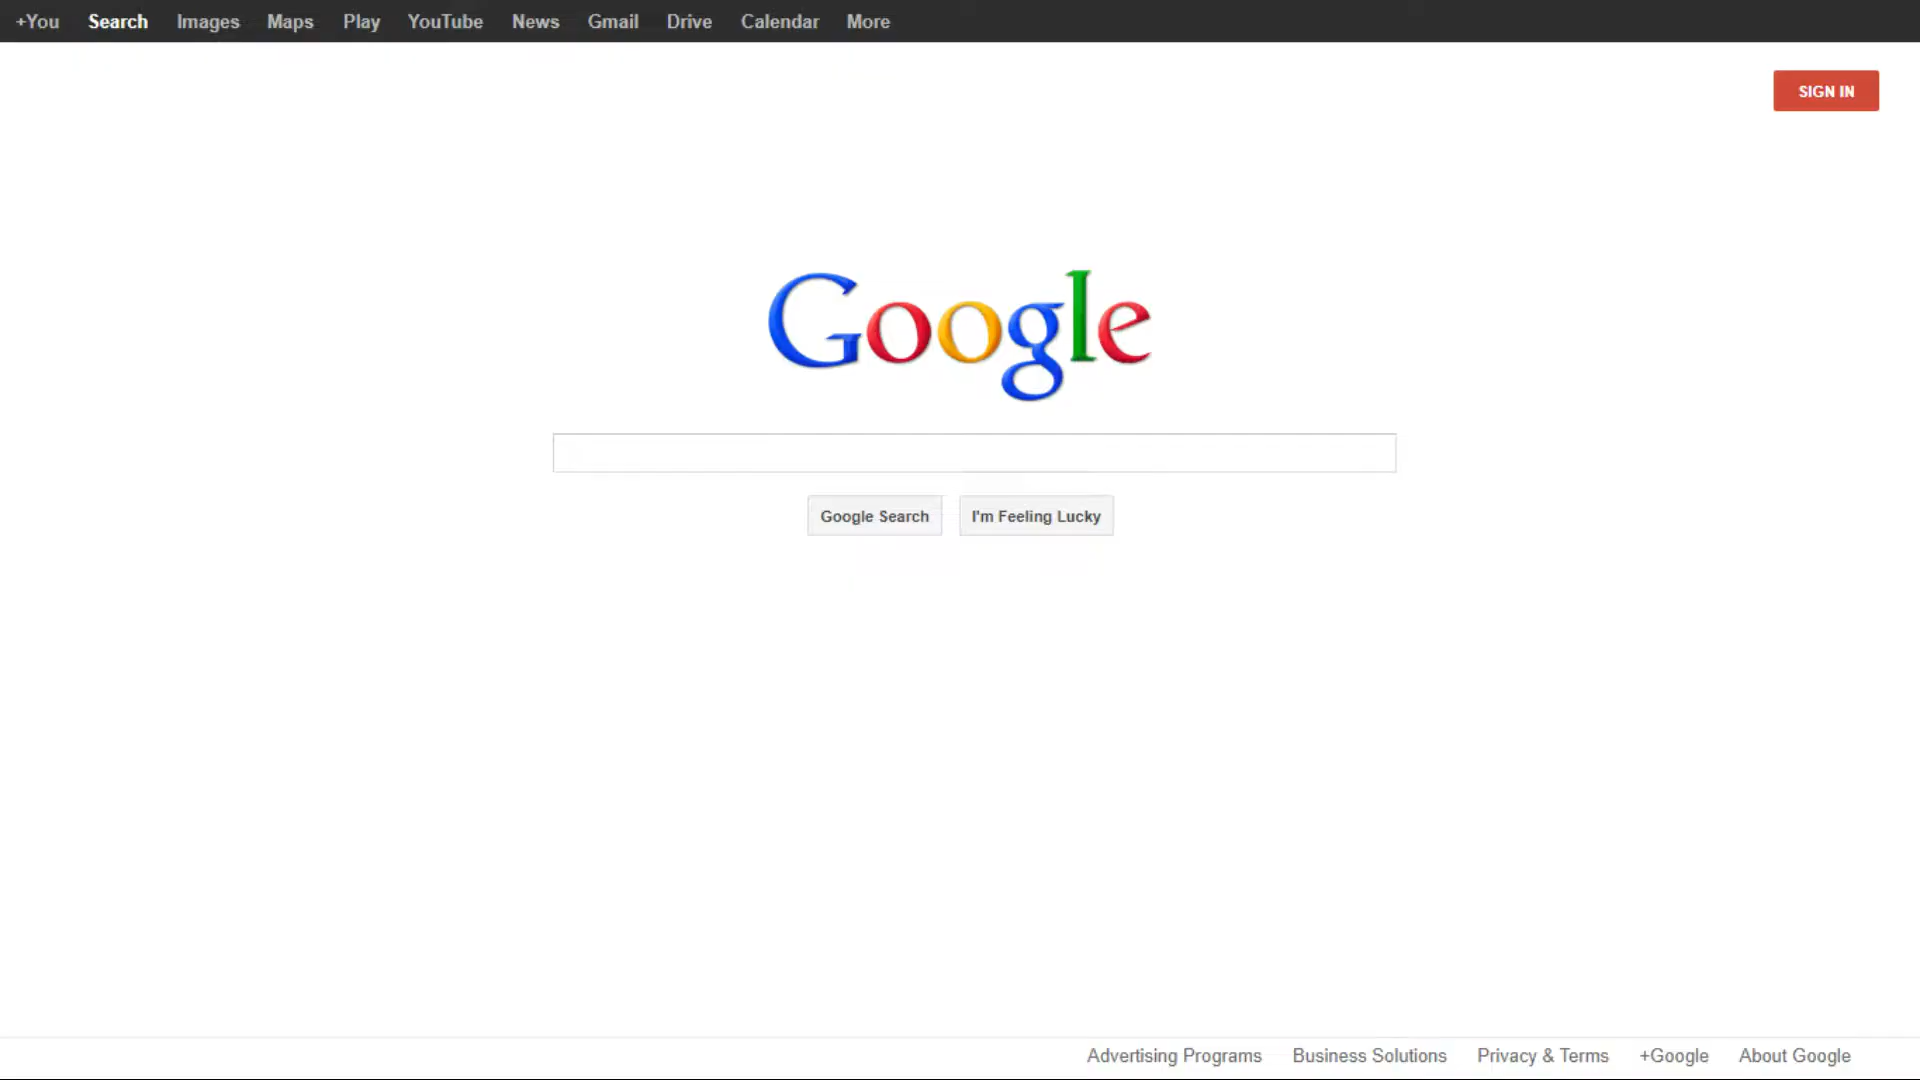 +You Search Images Maps Play YouTube News Gmail Drive Calendar More
SIGN IN
Google
Google Search I'm Feeling Lucky
Advertising Programs Business Solutions Privacy & Terms +Google About Google